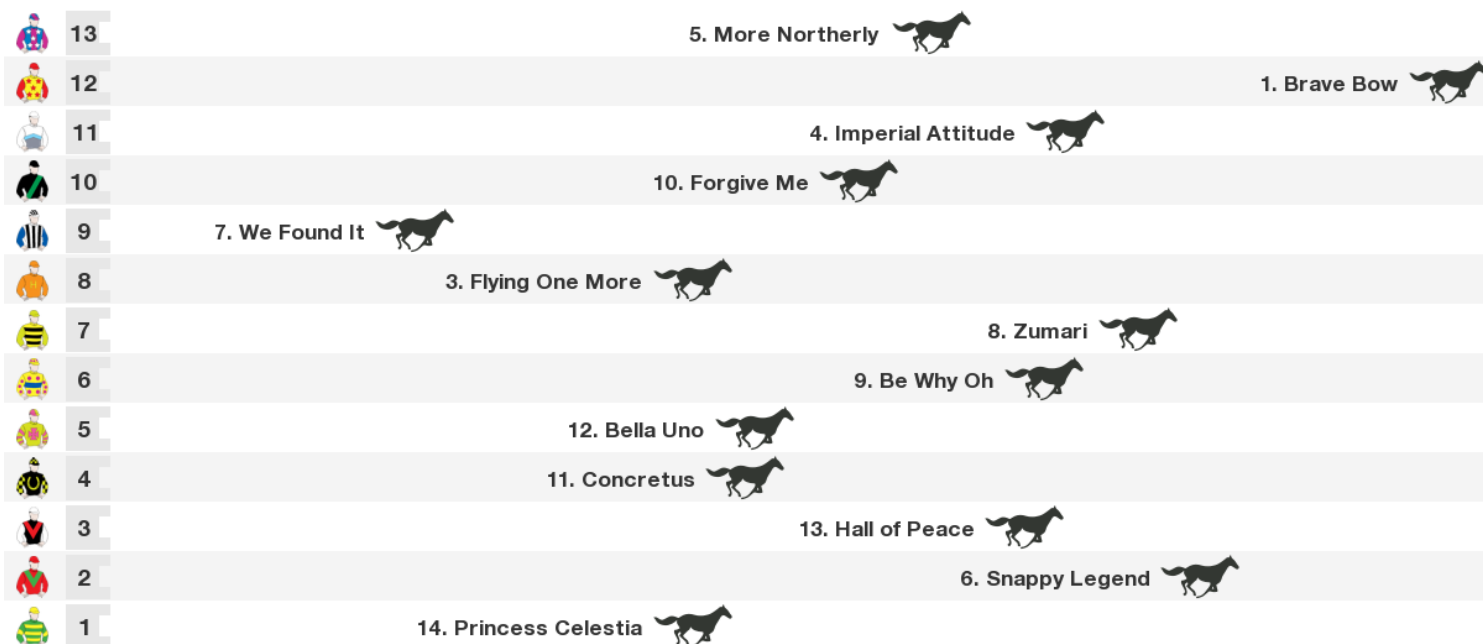 13 5. More Northerly
12 1. Brave Bow
11 4. Imperial Attitude
10 10. Forgive Me
9 7. We Found It
8 3. Flying One More
7 8. Zumari
6 9. Be Why Oh
5 12. Bella Uno
4 11. Concretus
3 13. Hall of Peace
2 6. Snappy Legend
1 14. Princess Celestia